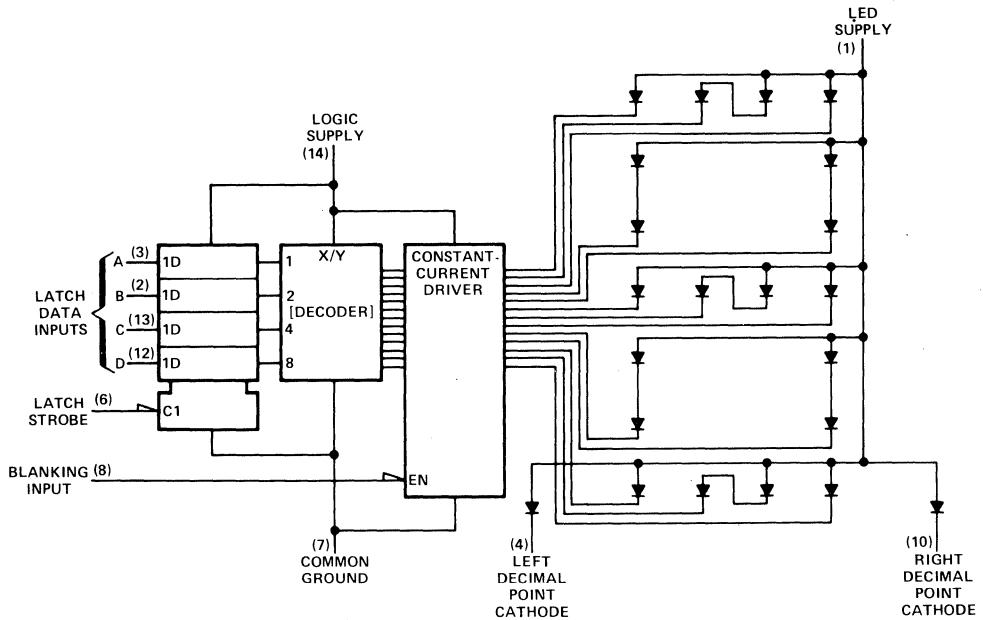 LED
SUPPLY
(1)
LOGIC
SUPPLY
(14)
X/Y
CONSTANT-
CURRENT
DRIVER
LATCH
DATA
INPUTS
A (3) 1D 1
B (2) 1D 2
[DECODER]
C (13) 1D 4
D (12) 1D 8
LATCH
STROBE
(6)
C1
BLANKING
INPUT
(8)
EN
(7)
COMMON
GROUND
(4)
LEFT
DECIMAL
POINT
CATHODE
(10)
RIGHT
DECIMAL
POINT
CATHODE